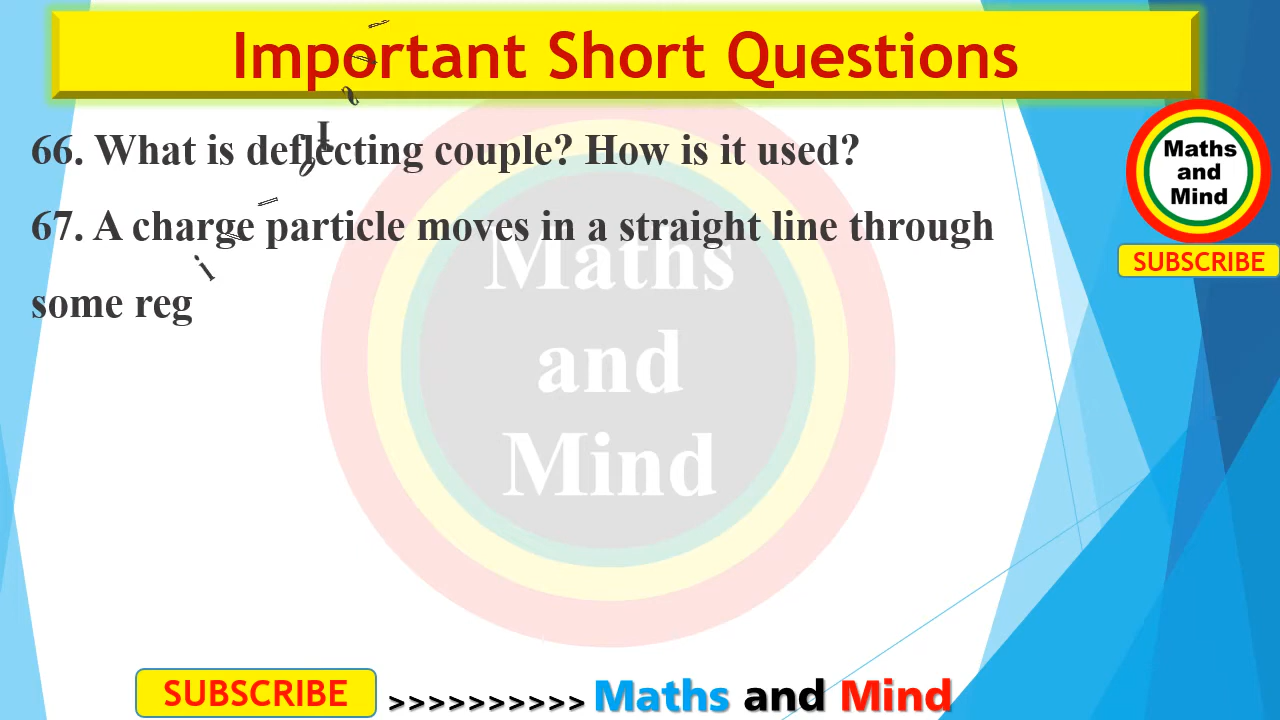 Important Short Questions
66. What is deflecting couple? How is it used?
67. A charge particle moves in a straight line through
some reg
Maths
and
Mind
SUBSCRIBE
Maths
and
Mind
SUBSCRIBE >>>>>>>>>> Maths and Mind